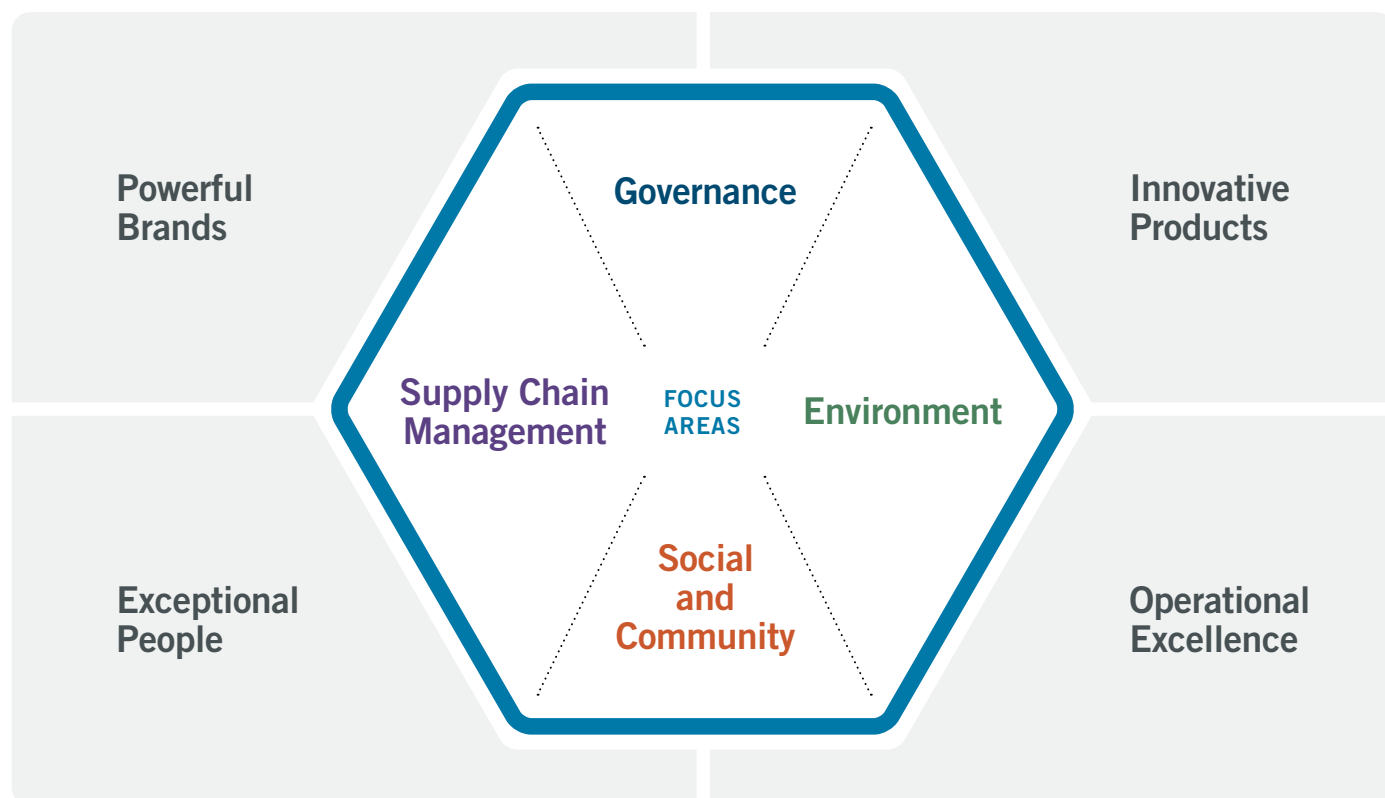 Powerful
Brands
Governance
Innovative
Products
Supply Chain
Management
FOCUS
AREAS
Environment
Exceptional
People
Social
and
Community
Operational
Excellence